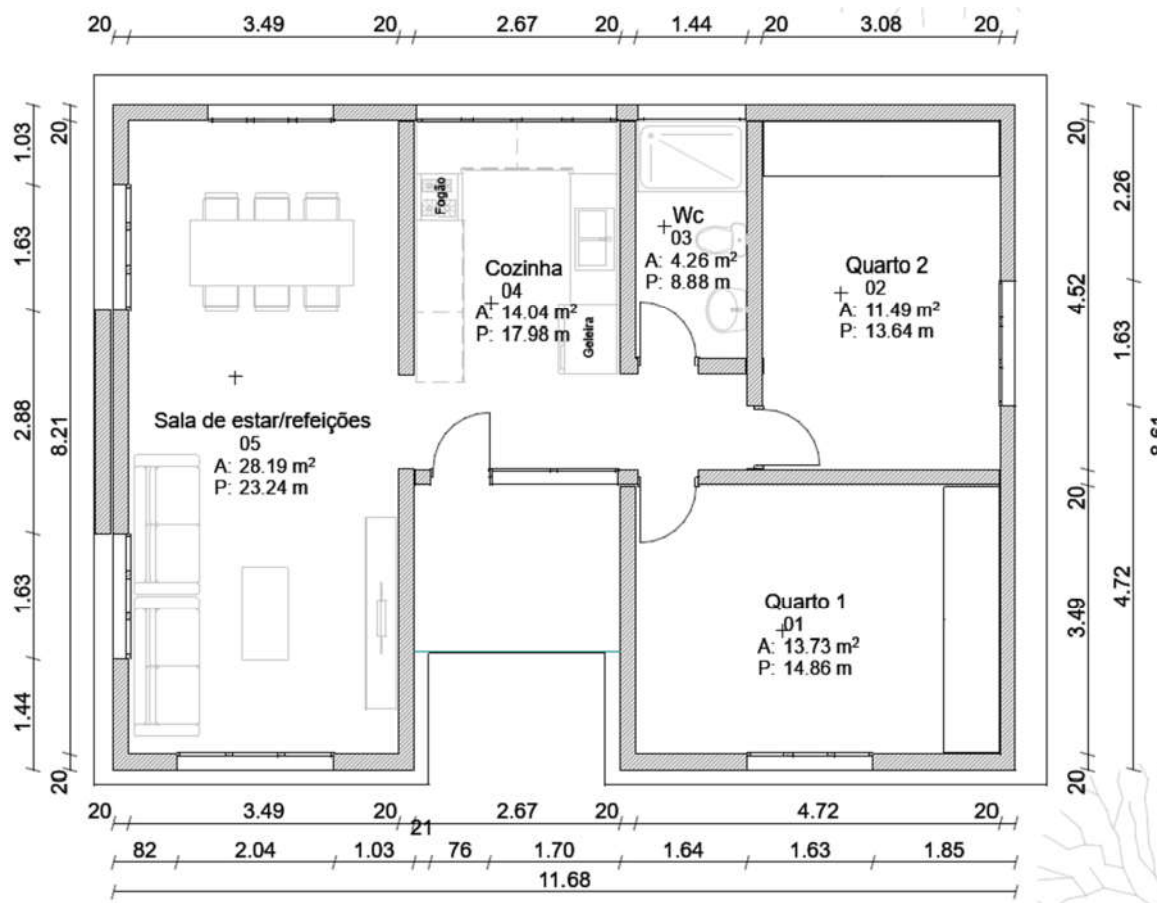 20 3.49 20 2.67 20 1.44 20 3.08 20
1.03
1.63
2.88
1.63
1.44
20
8.21
20
Fogão
Cozinha
04
A: 14.04 m²
P: 17.98 m
Geleira
Wc
03
A: 4.26 m²
P: 8.88 m
Quarto 2
02
A: 11.49 m²
P: 13.64 m
Sala de estar/refeições
05
A: 28.19 m²
P: 23.24 m
Quarto 1
01
A: 13.73 m²
P: 14.86 m
20
4.52
20
3.49
20
2.26
1.63
4.72
8.61
20 3.49 20 2.67 20 4.72 20
21
82 2.04 1.03 76 1.70 1.64 1.63 1.85
11.68